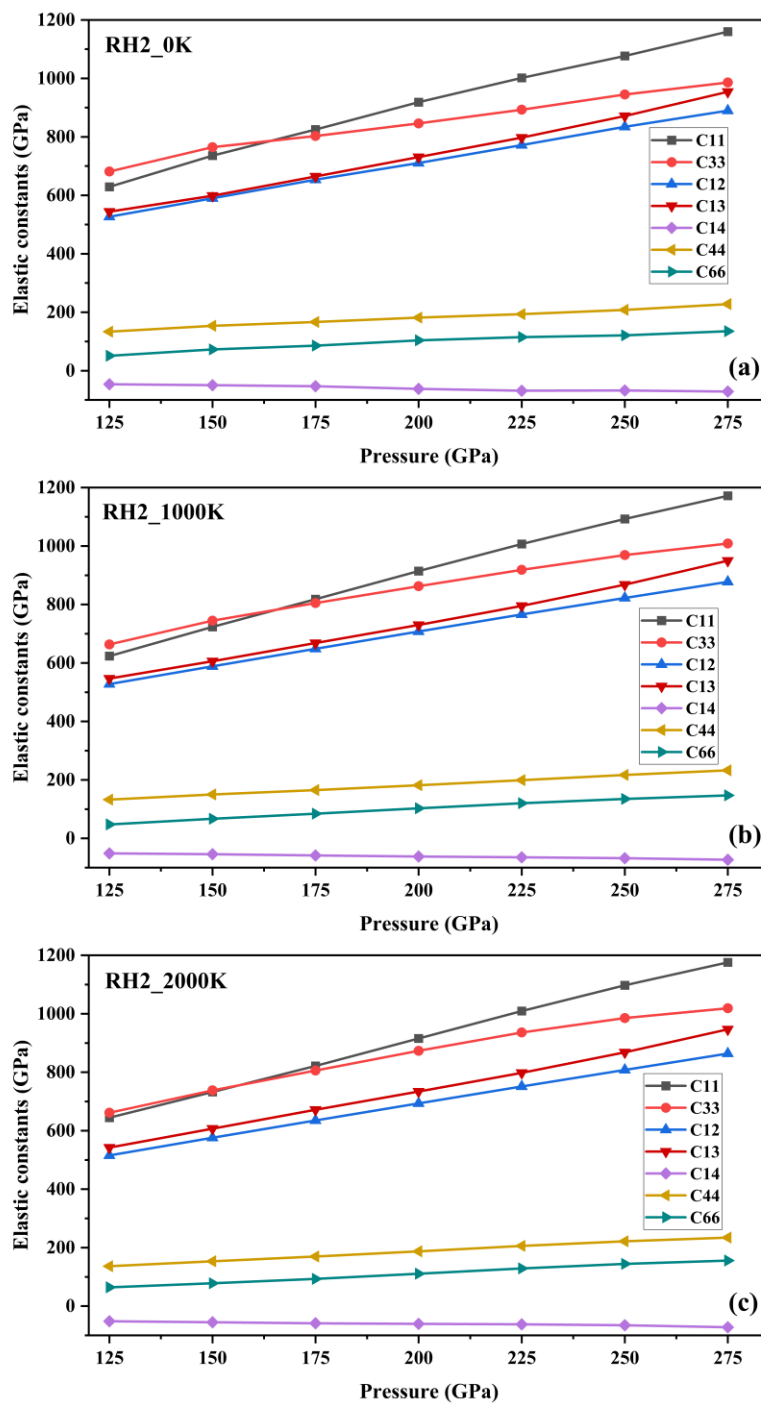 RH2_0K
Elastic constants (GPa)
1200
1000
800
600
400
200
0
C11
C33
C12
C13
C14
C44
C66
(a)
125 150 175 200 225 250 275
Pressure (GPa)
RH2_1000K
Elastic constants (GPa)
1200
1000
800
600
400
200
0
C11
C33
C12
C13
C14
C44
C66
(b)
125 150 175 200 225 250 275
Pressure (GPa)
RH2_2000K
Elastic constants (GPa)
1200
1000
800
600
400
200
0
C11
C33
C12
C13
C14
C44
C66
(c)
125 150 175 200 225 250 275
Pressure (GPa)